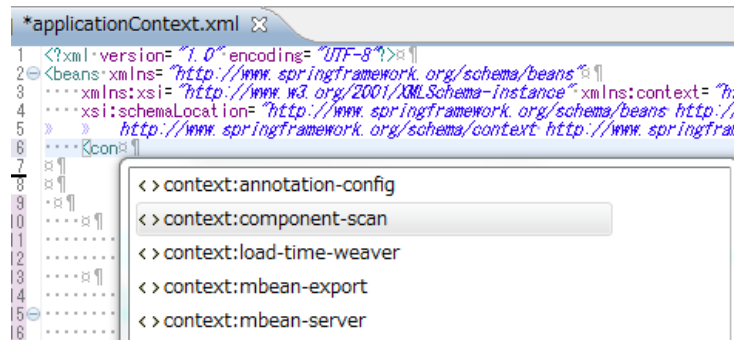 *applicationContext.xml
1 <?xml version="1.0" encoding="UTF-8"?>
2 <beans xmlns="http://www.springframework.org/schema/beans"
3 xmlns:xsi="http://www.w3.org/2001/XMLSchema-instance" xmlns:context="h
4 xsi:schemaLocation="http://www.springframework.org/schema/beans http://
5 http://www.springframework.org/schema/context http://www.springfra
6 <con
7
8
9
10
11
12
13
14
15
16
context:annotation-config
context:component-scan
context:load-time-weaver
context:mbean-export
context:mbean-server